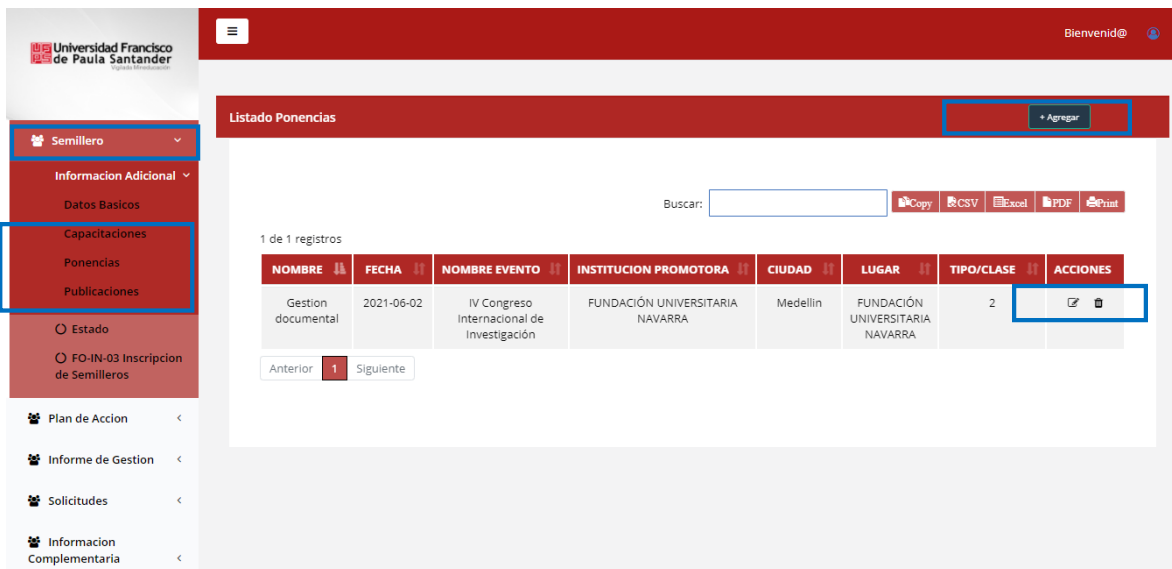 Universidad Francisco
de Paula Santander
Vigilada Mineducación
Bienvenid@
Listado Ponencias
+ Agregar
Semillero
Informacion Adicional
Datos Basicos
Capacitaciones
Ponencias
Publicaciones
Estado
FO-IN-03 Inscripcion
de Semilleros
Plan de Accion
Informe de Gestion
Solicitudes
Informacion
Complementaria
Buscar:
Copy CSV Excel PDF Print
1 de 1 registros
NOMBRE FECHA NOMBRE EVENTO INSTITUCION PROMOTORA CIUDAD LUGAR TIPO/CLASE ACCIONES
Gestion 2021-06-02 IV Congreso FUNDACIÓN UNIVERSITARIA Medellin FUNDACIÓN 2
documental Internacional de NAVARRA UNIVERSITARIA
Investigación NAVARRA
Anterior 1 Siguiente